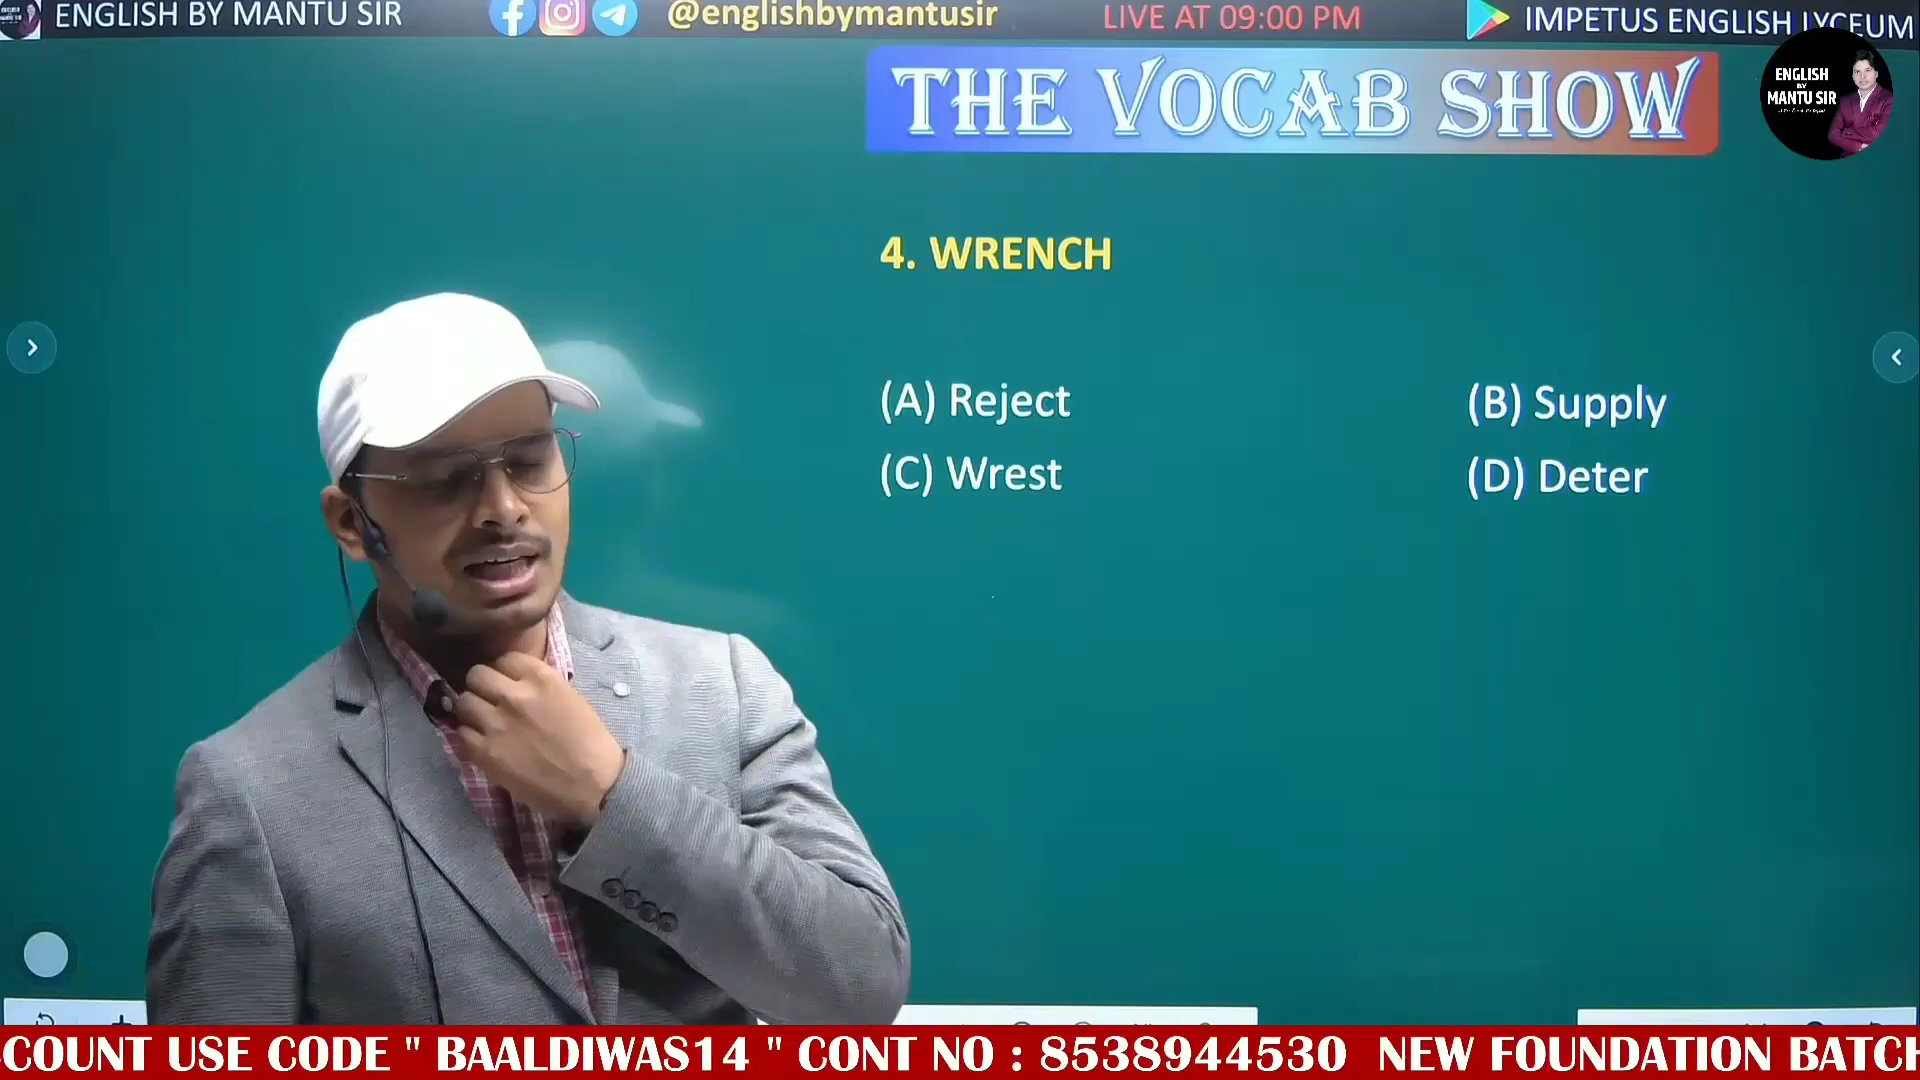 ENGLISH BY MANTU SIR
@englishbymantusir
LIVE AT 09:00 PM
IMPETUS ENGLISH LYCEUM
THE VOCAB SHOW
ENGLISH
BY
MANTU SIR
4. WRENCH
(A) Reject
(B) Supply
(C) Wrest
(D) Deter
COUNT USE CODE " BAALDIWAS14 " CONT NO : 8538944530 NEW FOUNDATION BATCH